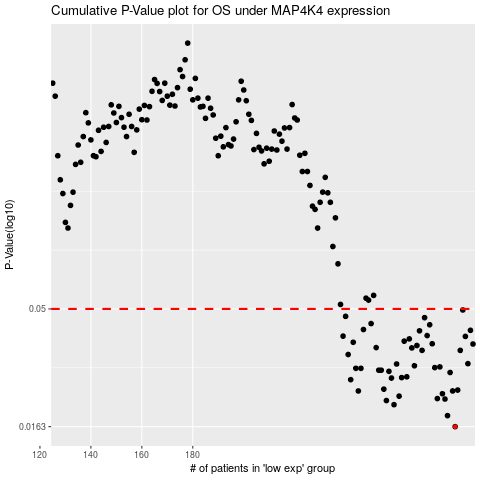 Cumulative P-Value plot for OS under MAP4K4 expression
P-Value(log10)
0.05
0.0163
120 140 160 180
# of patients in 'low exp' group